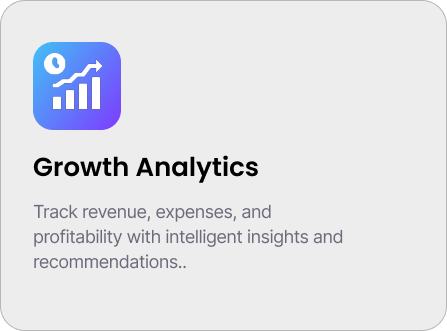 Growth Analytics
Track revenue, expenses, and
profitability with intelligent insights and
recommendations..